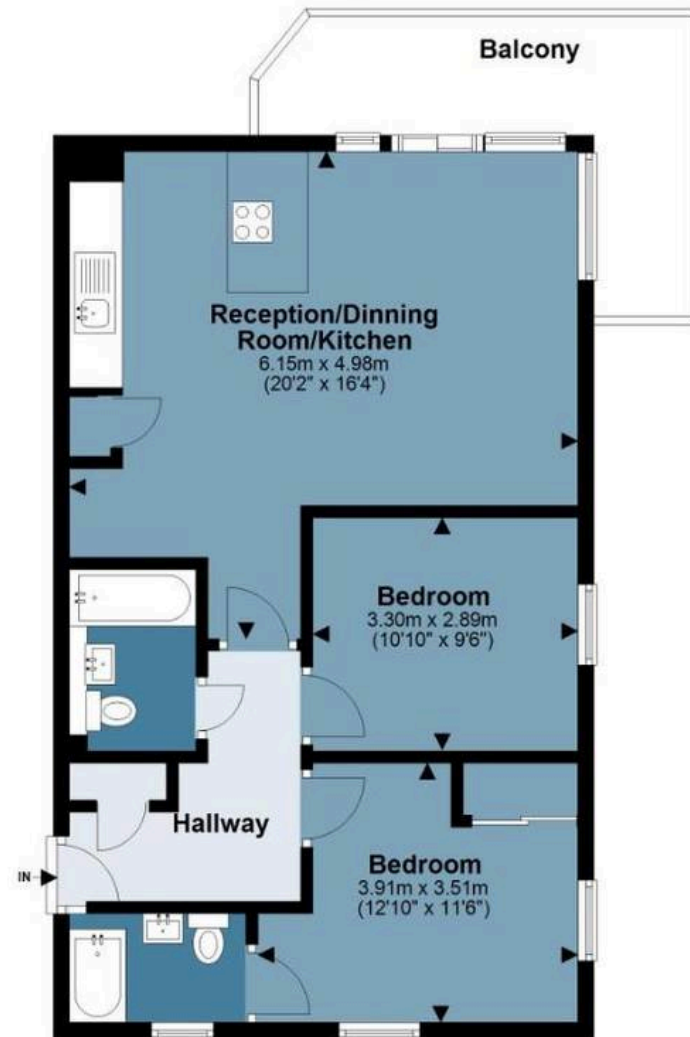 Balcony
Reception/Dinning
Room/Kitchen
6.15m x 4.98m
(20'2" x 16'4")
Bedroom
3.30m x 2.89m
(10'10" x 9'6")
Hallway
IN
Bedroom
3.91m x 3.51m
(12'10" x 11'6")